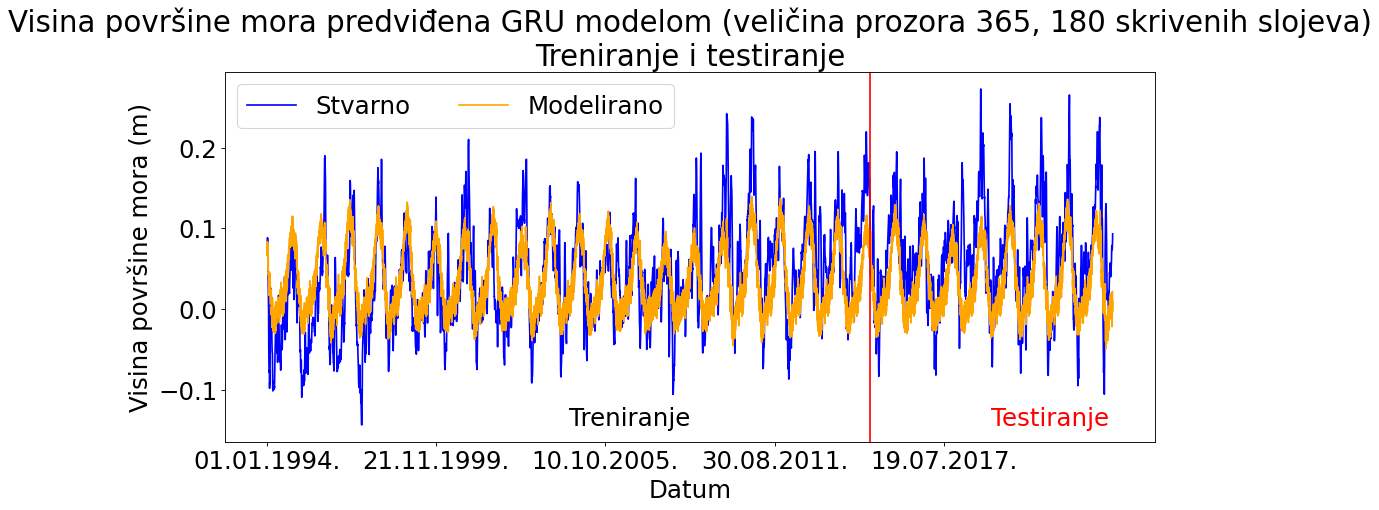 Visina površine mora predviđena GRU modelom (veličina prozora 365, 180 skrivenih slojeva)
Treniranje i testiranje
Stvarno
Modelirano
Visina površine mora (m)
0.2
0.1
0.0
−0.1
Treniranje
Testiranje
01.01.1994.
21.11.1999.
10.10.2005.
30.08.2011.
19.07.2017.
Datum